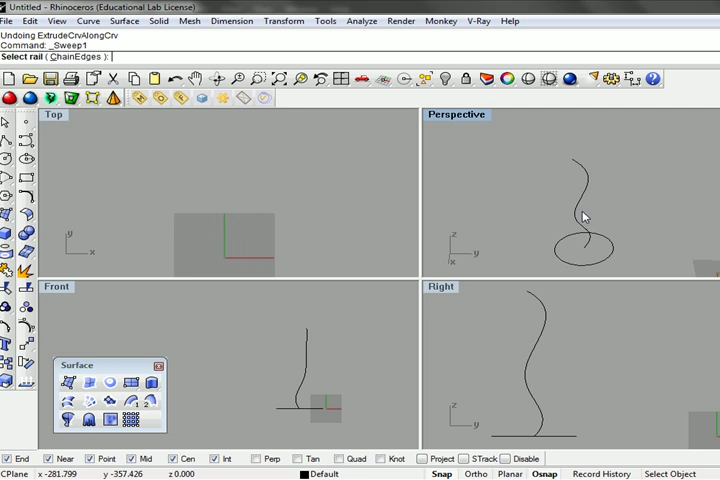 Untitled - Rhinoceros (Educational Lab License)
File Edit View Curve Surface Solid Mesh Dimension Transform Tools Analyze Render Monkey V-Ray Help
Undoing ExtrudeCrvAlongCrv
Command: _Sweep1
Select rail ( ChainEdges ):
Top
Perspective
y
x
z
y
x
Front
Right
Surface
1
2
z
y
End Near Point Mid Cen Int Perp Tan Quad Knot Project STrack Disable
CPlane x -281.799 y -357.426 z 0.000 Default Snap Ortho Planar Osnap Record History Select Object